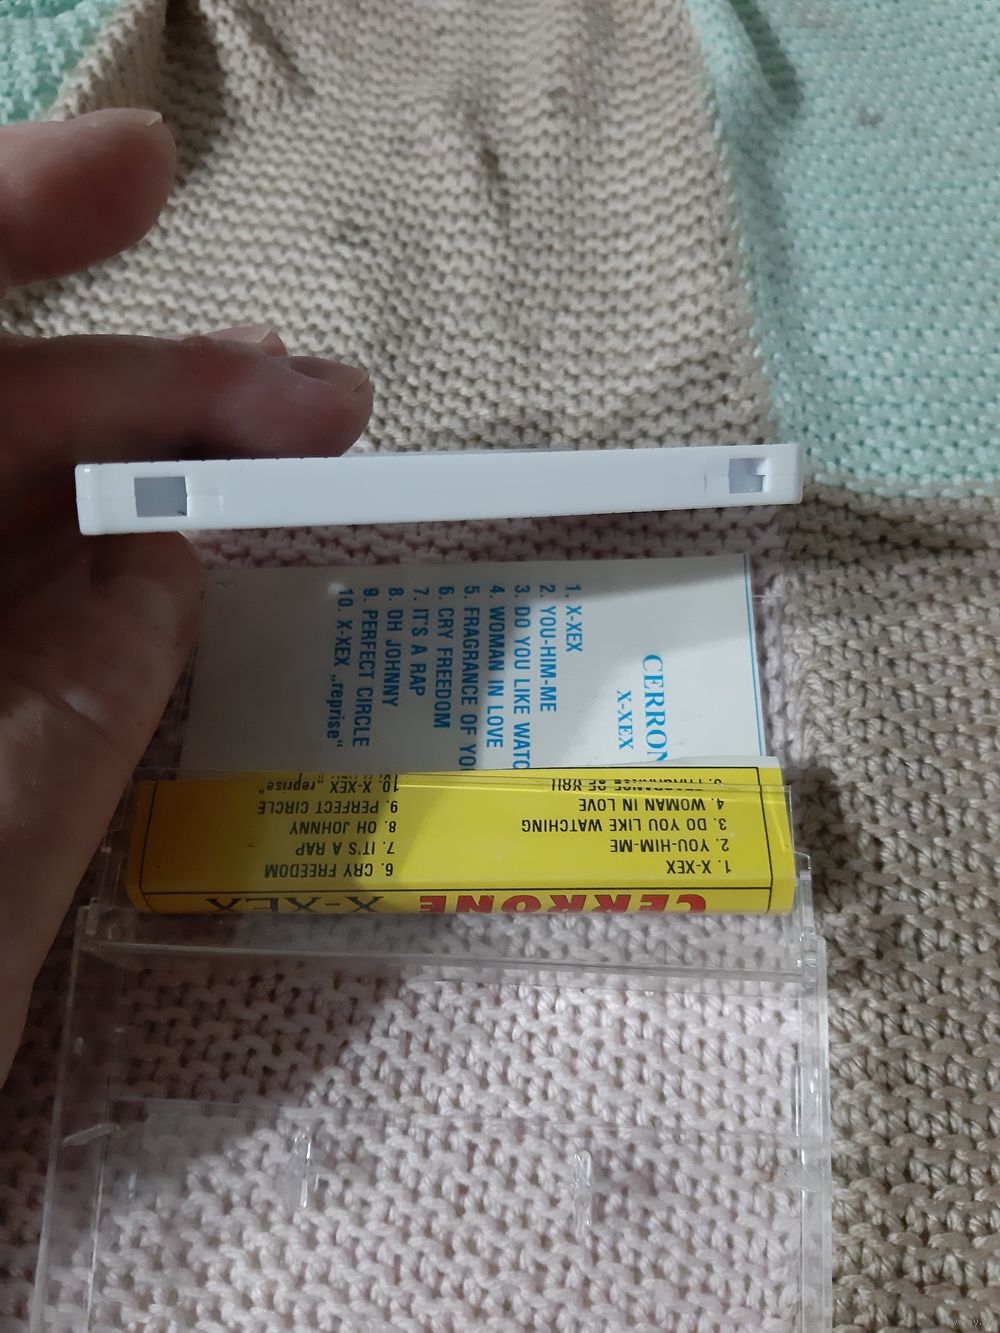 CERRON
X-XEX
1. X-XEX
2. YOU-HIM-ME
3. DO YOU LIKE WATC
4. WOMAN IN LOVE
5. FRAGRANCE OF YO
6. CRY FREEDOM
7. IT'S A RAP
8. OH JOHNNY
9. PERFECT CIRCLE
10. X-XEX „reprise“
CERRONE X-XEX
1. X-XEX
2. YOU-HIM-ME
3. DO YOU LIKE WATCHING
4. WOMAN IN LOVE
6. CRY FREEDOM
7. IT'S A RAP
8. OH JOHNNY
9. PERFECT CIRCLE
10. X-XEX „reprise“